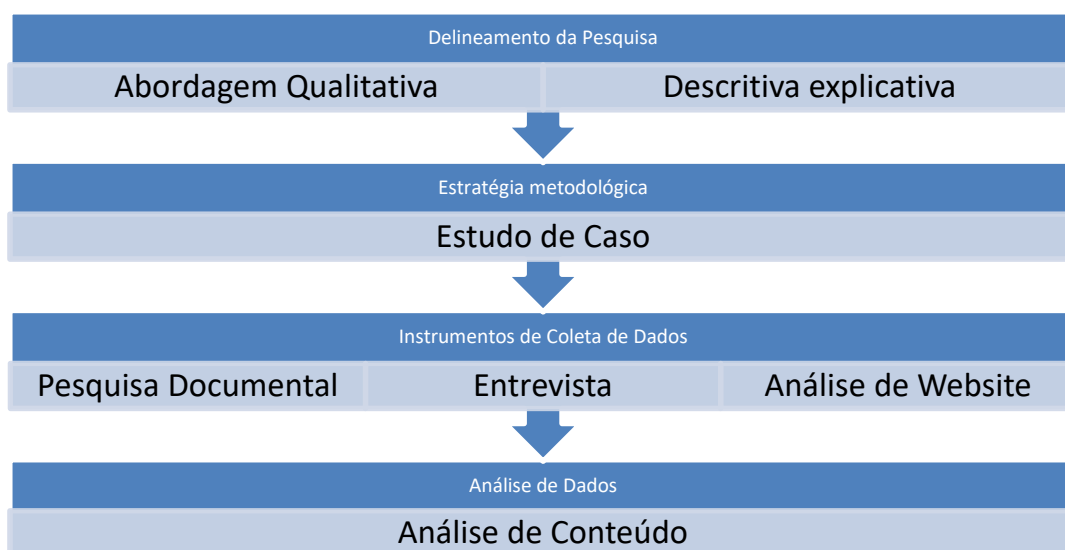 Delineamento da Pesquisa
Abordagem Qualitativa Descritiva explicativa
Estratégia metodológica
Estudo de Caso
Instrumentos de Coleta de Dados
Pesquisa Documental Entrevista Análise de Website
Análise de Dados
Análise de Conteúdo